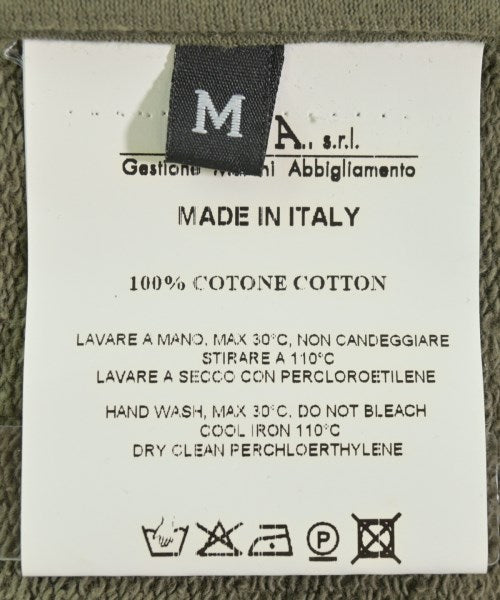 M
A., s.r.l.
Gestione Abbigliamento
MADE IN ITALY
100% COTONE COTTON
LAVARE A MANO, MAX 30°C, NON CANDEGGIARE
STIRARE A 110°C
LAVARE A SECCO CON PERCLOROETILENE
HAND WASH, MAX 30°C, DO NOT BLEACH
COOL IRON 110°C
DRY CLEAN PERCHLOERTHYLENE
P